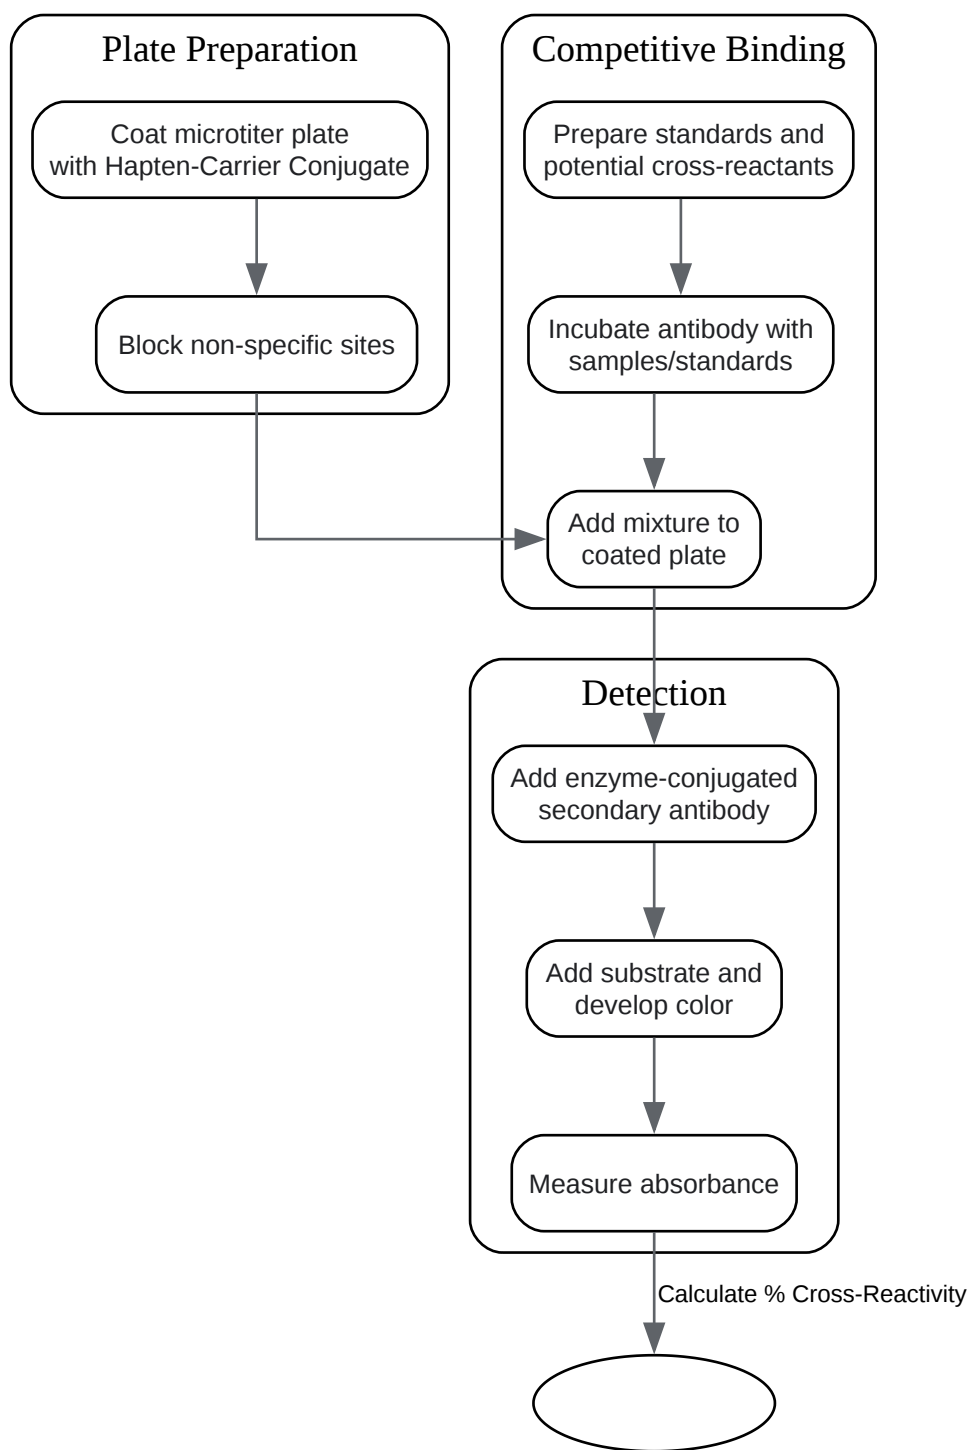 Plate Preparation
Coat microtiter plate
with Hapten-Carrier Conjugate
Block non-specific sites
Competitive Binding
Prepare standards and
potential cross-reactants
Incubate antibody with
samples/standards
Add mixture to
coated plate
Detection
Add enzyme-conjugated
secondary antibody
Add substrate and
develop color
Measure absorbance
Calculate % Cross-Reactivity